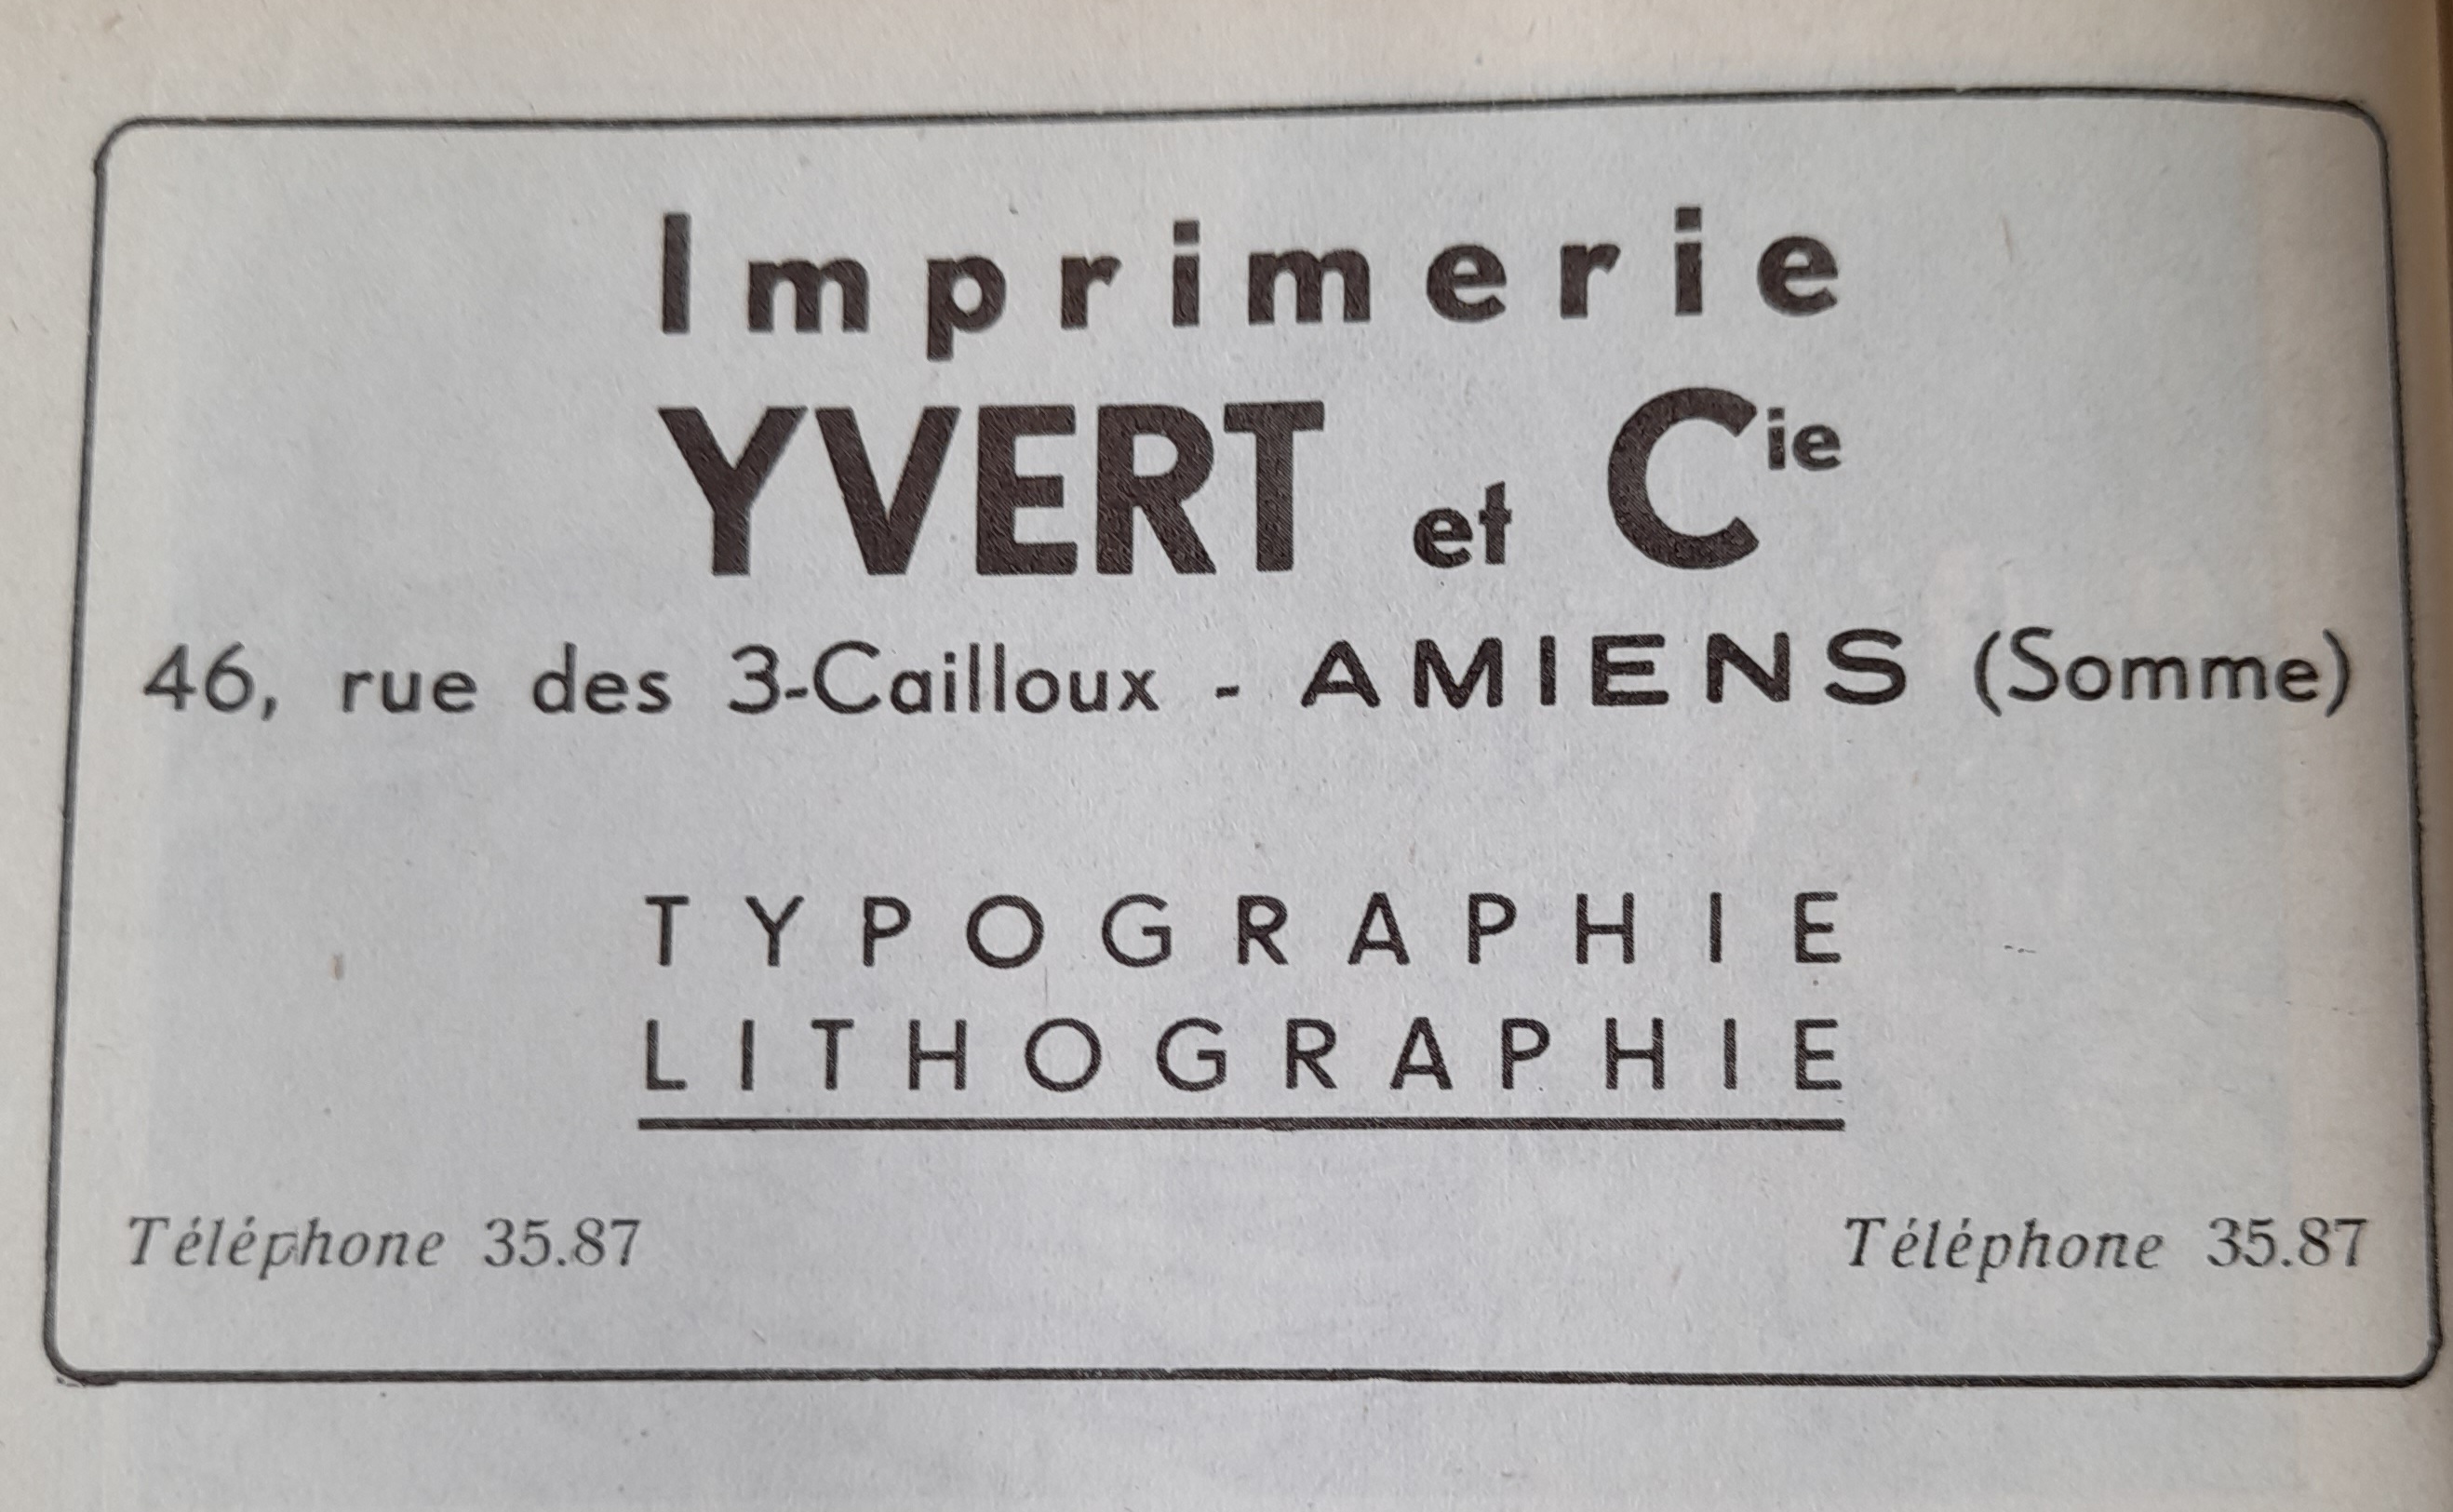 Imprimerie
YVERT et Cie
46, rue des 3-Cailloux - AMIENS (Somme)
TYPOGRAPHIE
LITHOGRAPHIE
Téléphone 35.87 Téléphone 35.87